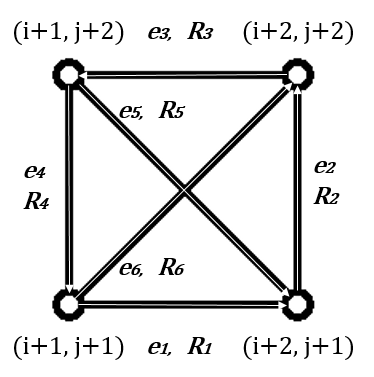 (i+1, j+2) e3, R3 (i+2, j+2)
e5, R5
e4
R4
e2
R2
e6, R6
(i+1, j+1) e1, R1 (i+2, j+1)